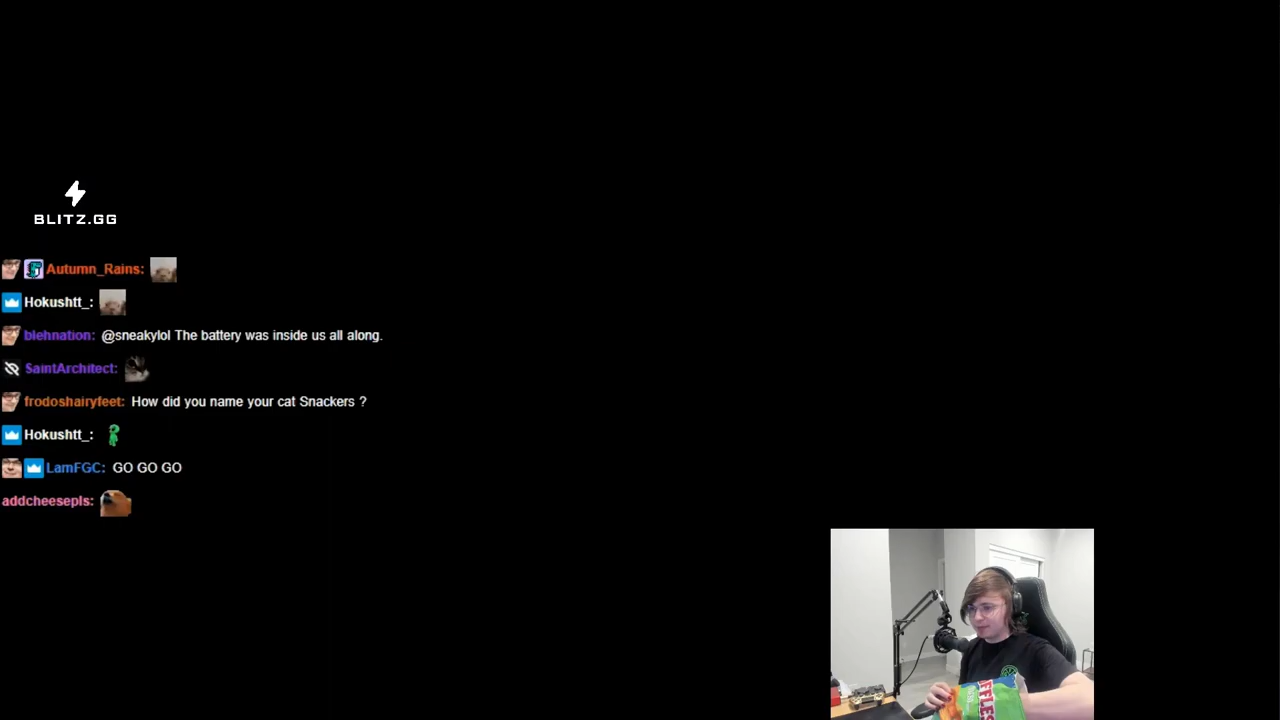 BLITZ.GG
Autumn_Rains:
Hokushtt_:
blehnation: @sneakylol The battery was inside us all along.
SaintArchitect:
frodoshairyfeet: How did you name your cat Snackers ?
Hokushtt_:
LamFGC: GO GO GO
addcheesepls: